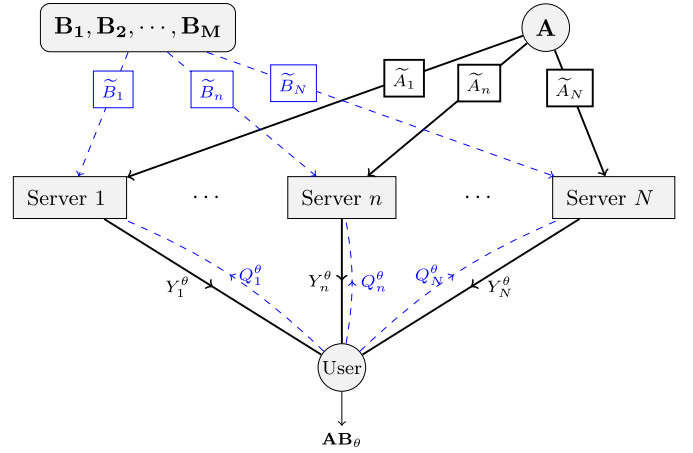 B₁, B₂, ⋯, B_M
A
B̃₁
B̃ₙ
B̃_N
Ã₁
Ãₙ
Ã_N
Server 1
⋯
Server n
⋯
Server N
Y₁^θ
Q₁^θ
Yₙ^θ
Qₙ^θ
Q_N^θ
Y_N^θ
User
AB_θ